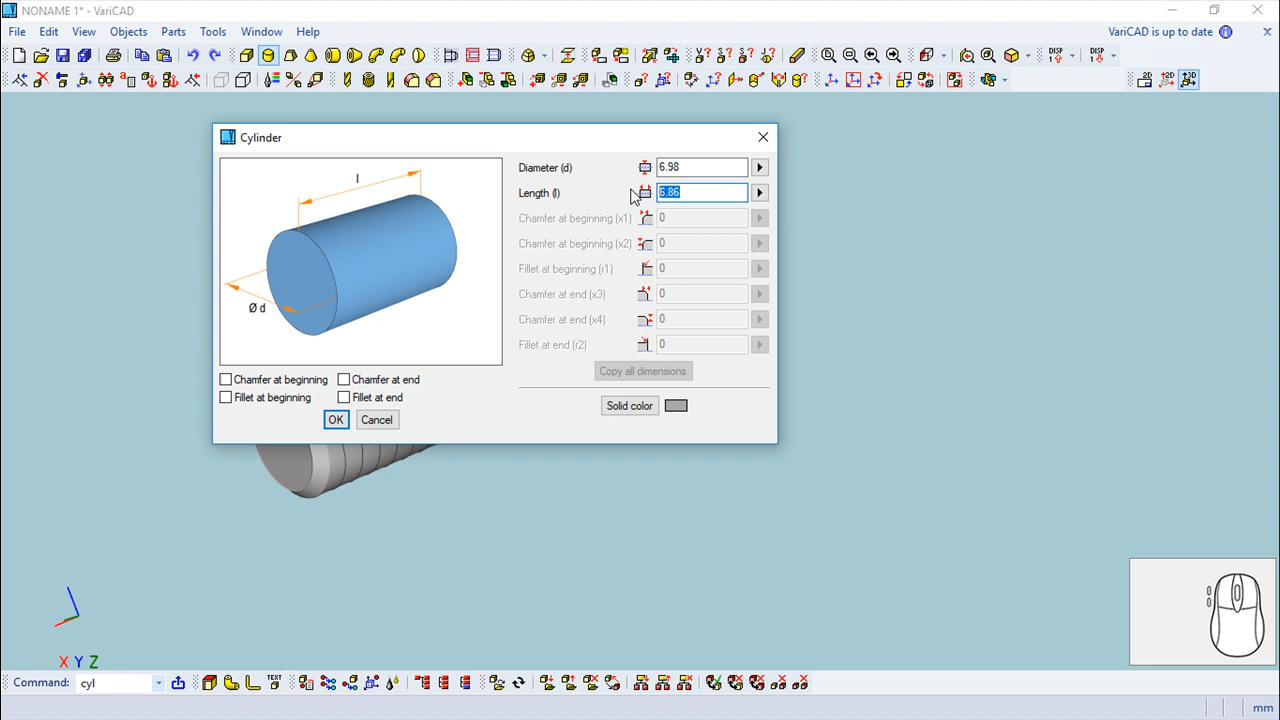 NONAME 1* - VariCAD
File Edit View Objects Parts Tools Window Help
VariCAD is up to date
Cylinder
l
Ø d
Diameter (d) 6.98
Length (l) 6.86
Chamfer at beginning (x1) 0
Chamfer at beginning (x2) 0
Fillet at beginning (r1) 0
Chamfer at end (x3) 0
Chamfer at end (x4) 0
Fillet at end (r2) 0
Copy all dimensions
Solid color
Chamfer at beginning Chamfer at end
Fillet at beginning Fillet at end
OK Cancel
X Y Z
Command: cyl
mm